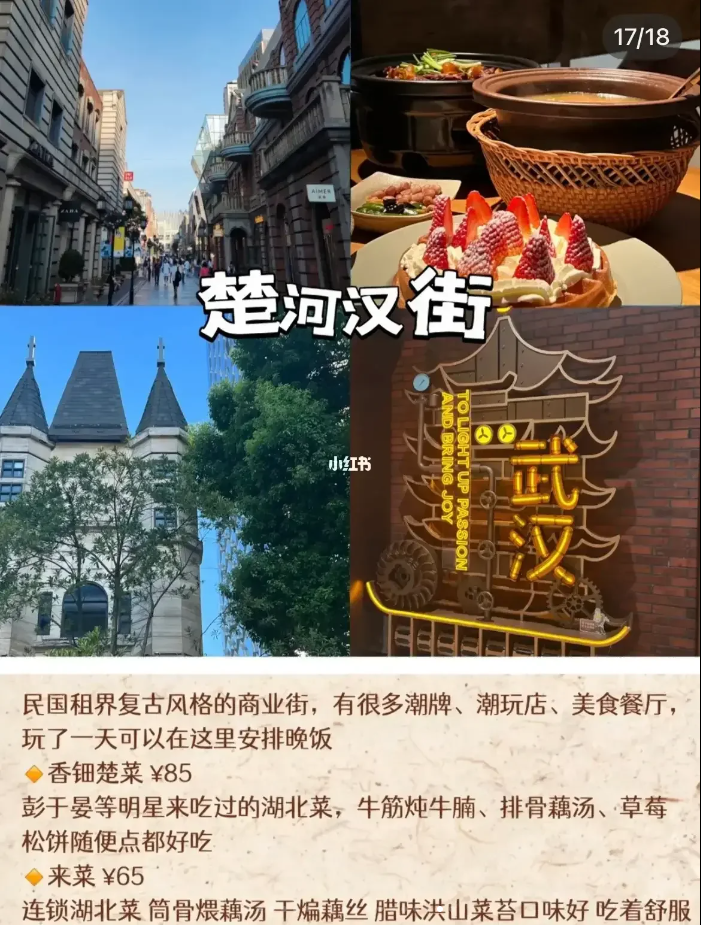 17/18
AIMER
楚河汉街
小红书
TO LIGHT UP PASSION
AND BRING JOY
武汉
民国租界复古风格的商业街，有很多潮牌、潮玩店、美食餐厅，
玩了一天可以在这里安排晚饭
🔸香钿楚菜 ¥85
彭于晏等明星来吃过的湖北菜，牛筋炖牛腩、排骨藕汤、草莓
松饼随便点都好吃
🔸来菜 ¥65
连锁湖北菜 筒骨煨藕汤 干煸藕丝 腊味洪山菜苔口味好 吃着舒服